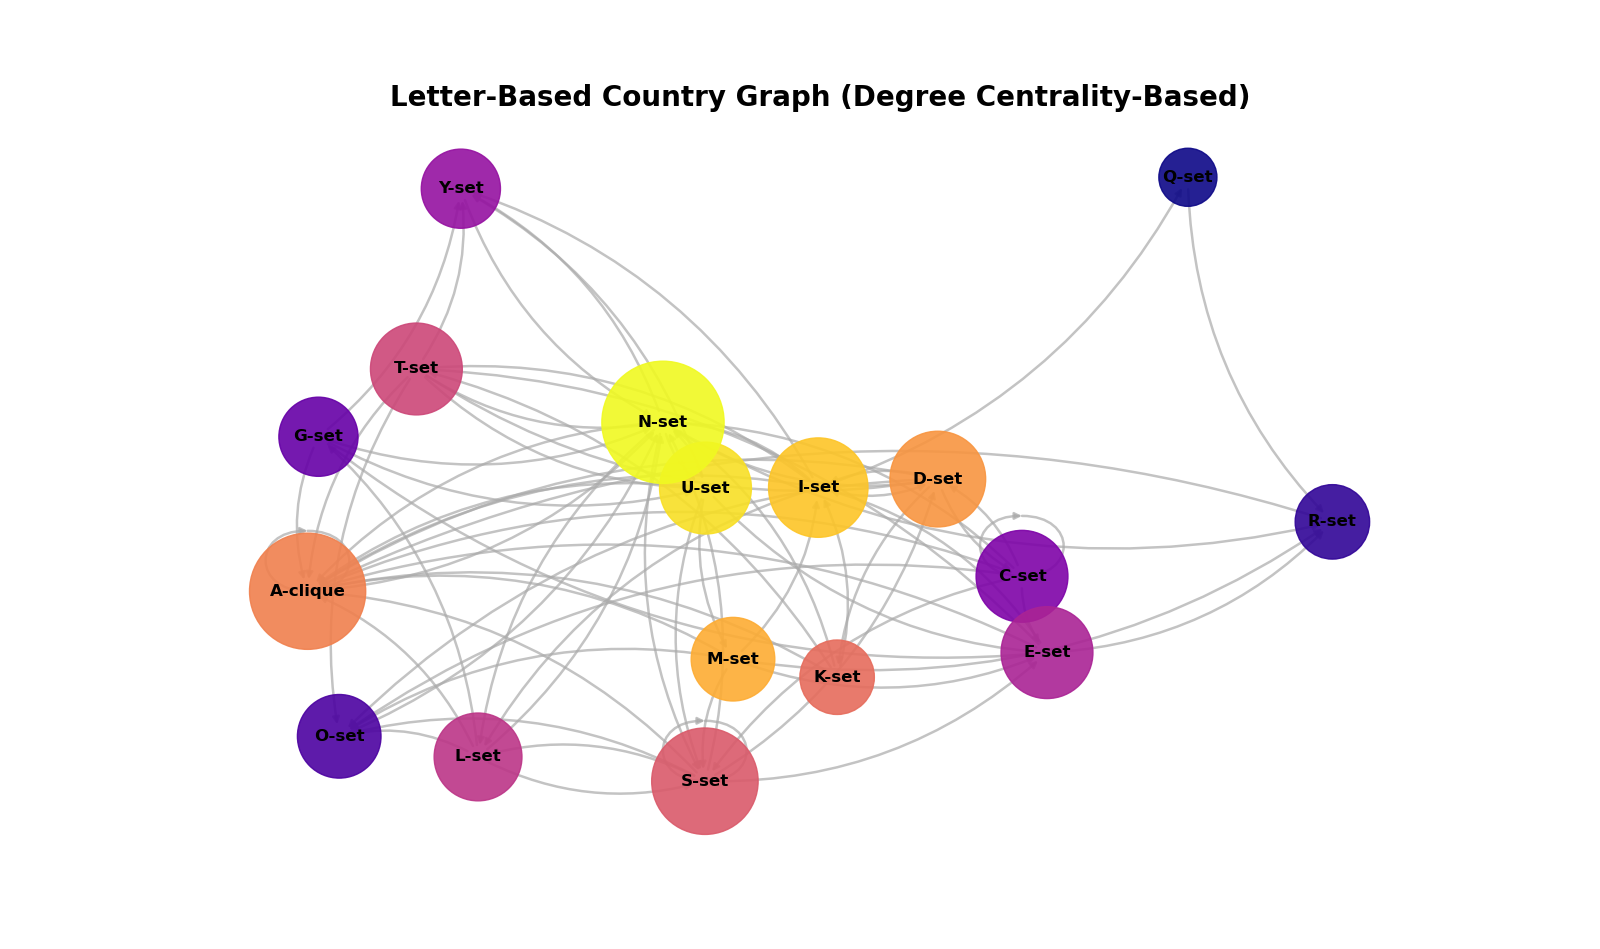 Letter-Based Country Graph (Degree Centrality-Based)
Q-set
Y-set
T-set
N-set
G-set
D-set
I-set
U-set
R-set
C-set
A-clique
E-set
M-set
K-set
O-set
L-set
S-set